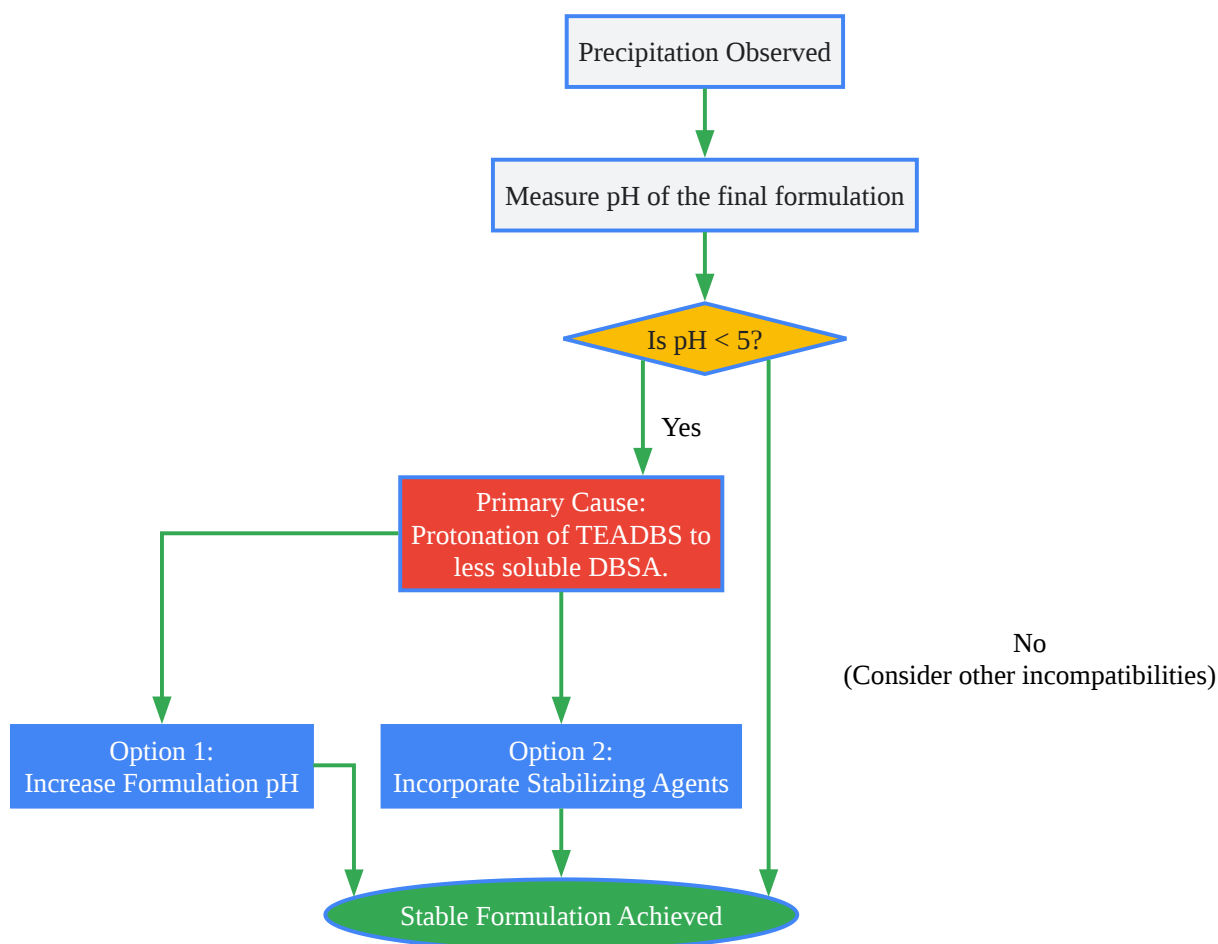 Precipitation Observed
Measure pH of the final formulation
Is pH < 5?
Yes
Primary Cause:
Protonation of TEADBS to
less soluble DBSA.
No
(Consider other incompatibilities)
Option 1:
Increase Formulation pH
Option 2:
Incorporate Stabilizing Agents
Stable Formulation Achieved